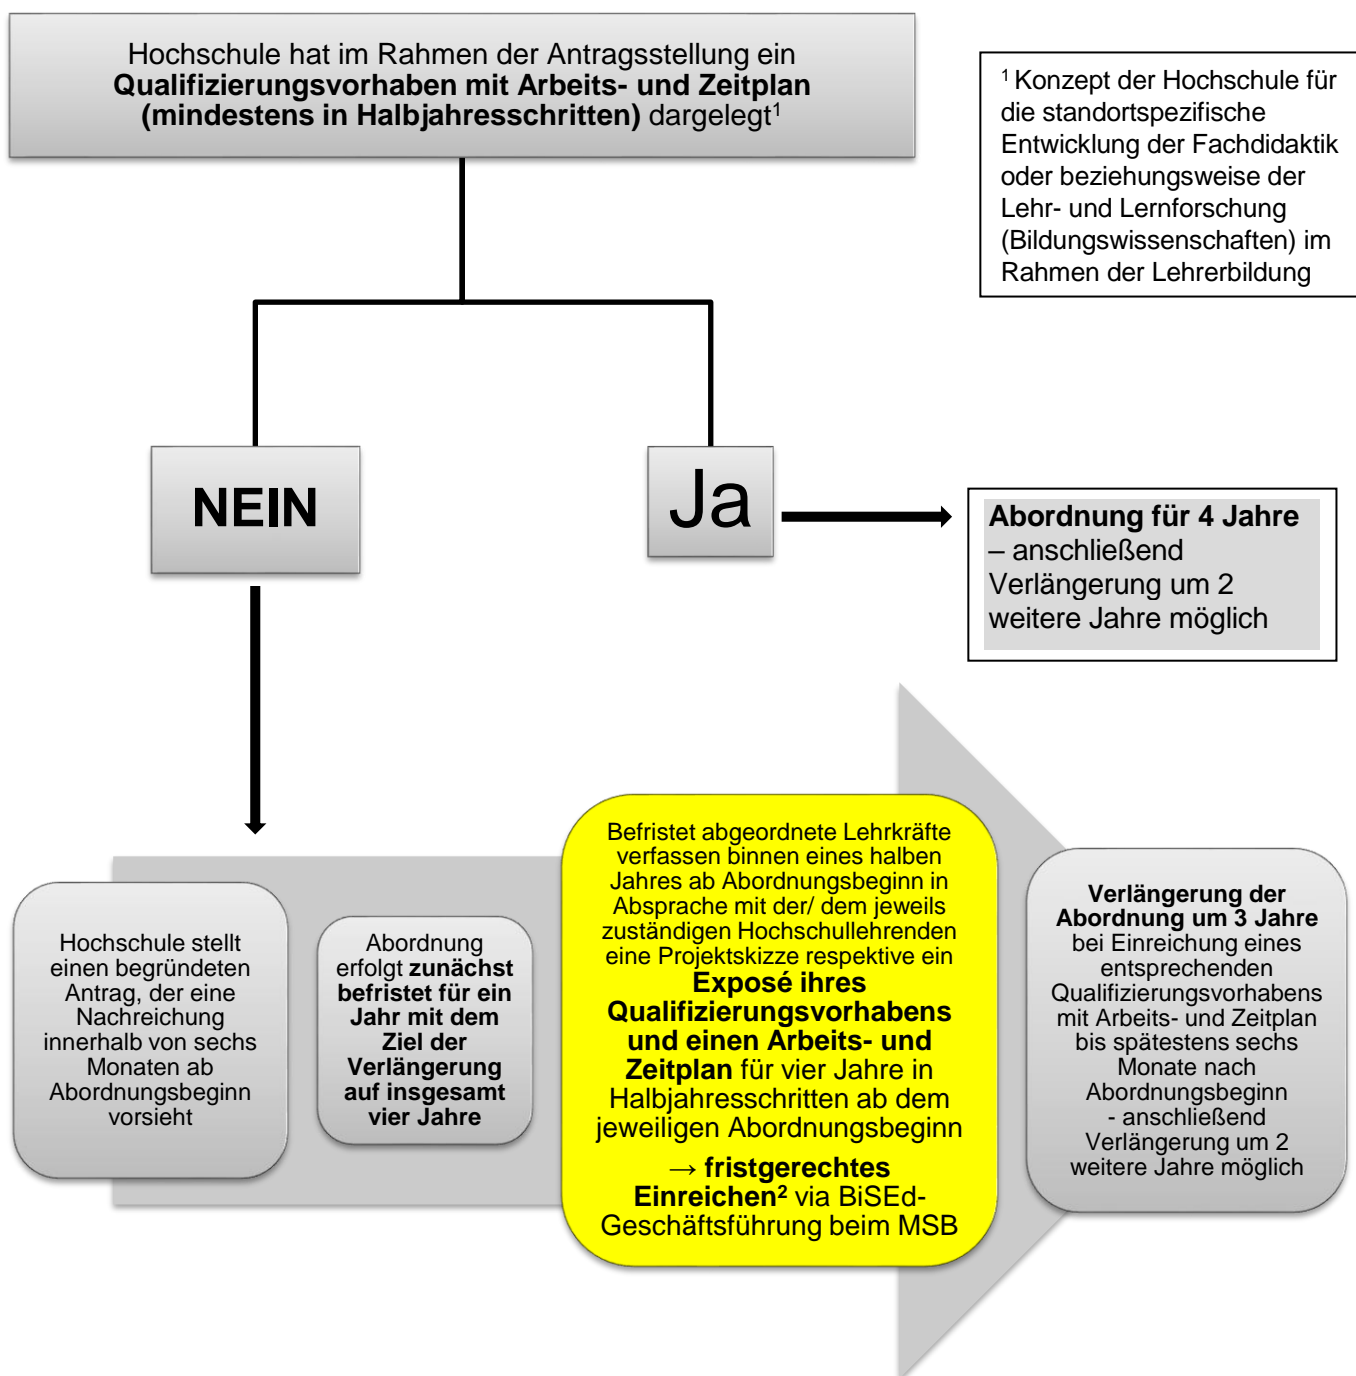 Hochschule hat im Rahmen der Antragsstellung ein
Qualifizierungsvorhaben mit Arbeits- und Zeitplan
(mindestens in Halbjahresschritten) dargelegt¹
¹ Konzept der Hochschule für
die standortspezifische
Entwicklung der Fachdidaktik
oder beziehungsweise der
Lehr- und Lernforschung
(Bildungswissenschaften) im
Rahmen der Lehrerbildung
NEIN
Ja
Abordnung für 4 Jahre
– anschließend
Verlängerung um 2
weitere Jahre möglich
Hochschule stellt
einen begründeten
Antrag, der eine
Nachreichung
innerhalb von sechs
Monaten ab
Abordnungsbeginn
vorsieht
Abordnung
erfolgt zunächst
befristet für ein
Jahr mit dem
Ziel der
Verlängerung
auf insgesamt
vier Jahre
Befristet abgeordnete Lehrkräfte
verfassen binnen eines halben
Jahres ab Abordnungsbeginn in
Absprache mit der/ dem jeweils
zuständigen Hochschullehrenden
eine Projektskizze respektive ein
Exposé ihres
Qualifizierungsvorhabens
und einen Arbeits- und
Zeitplan für vier Jahre in
Halbjahresschritten ab dem
jeweiligen Abordnungsbeginn
→ fristgerechtes
Einreichen² via BiSEd-
Geschäftsführung beim MSB
Verlängerung der
Abordnung um 3 Jahre
bei Einreichung eines
entsprechenden
Qualifizierungsvorhabens
mit Arbeits- und Zeitplan
bis spätestens sechs
Monate nach
Abordnungsbeginn
- anschließend
Verlängerung um 2
weitere Jahre möglich